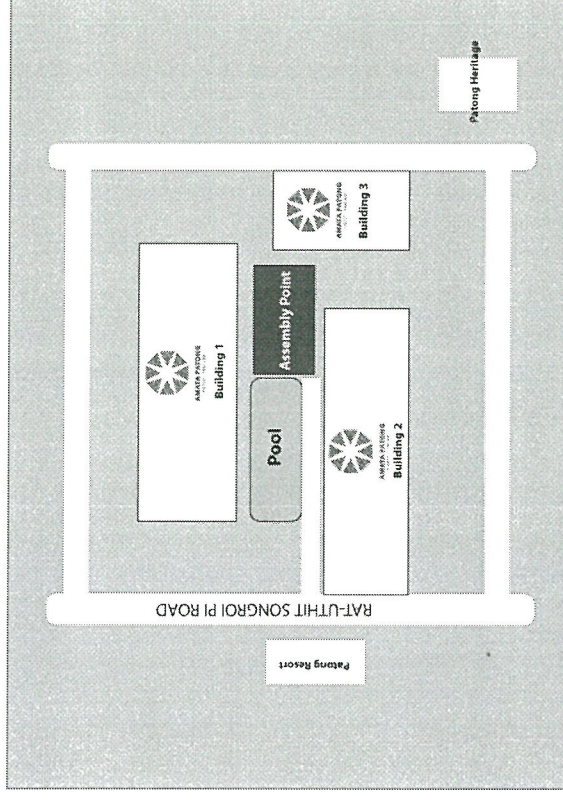 Patong Heritage
AMATA PATONG
Building 3
Assembly Point
AMATA PATONG
Building 1
Pool
AMATA PATONG
Building 2
RAT-UTHIT SONGROI PI ROAD
Patong Resort